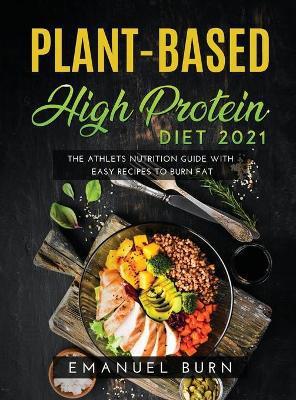 PLANT-BASED
High Protein
DIET 2021
THE ATHLETS NUTRITION GUIDE WITH
EASY RECIPES TO BURN FAT
EMANUEL BURN